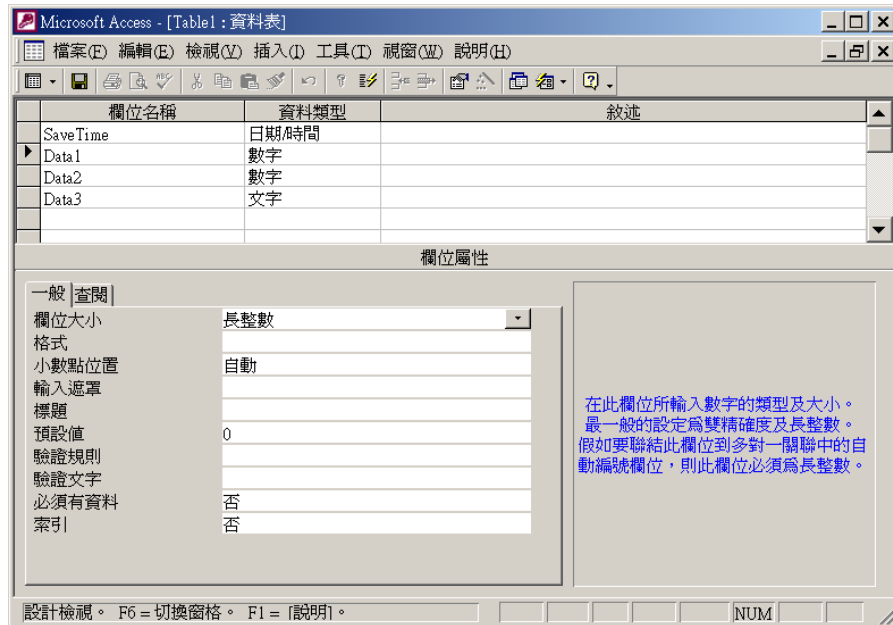 Microsoft Access - [Table1 : 資料表]
檔案(F) 編輯(E) 檢視(V) 插入(I) 工具(T) 視窗(W) 說明(H)
欄位名稱 資料類型 敘述
SaveTime 日期/時間
Data1 數字
Data2 數字
Data3 文字
欄位屬性
一般 查閱
欄位大小 長整數
格式
小數點位置 自動
輸入遮罩
標題
預設值 0
驗證規則
驗證文字
必須有資料 否
索引 否
在此欄位所輸入數字的類型及大小。
最一般的設定為雙精確度及長整數。
假如要聯結此欄位到多對一關聯中的自
動編號欄位，則此欄位必須為長整數。
設計檢視。 F6 = 切換窗格。 F1 = 「說明」。 NUM